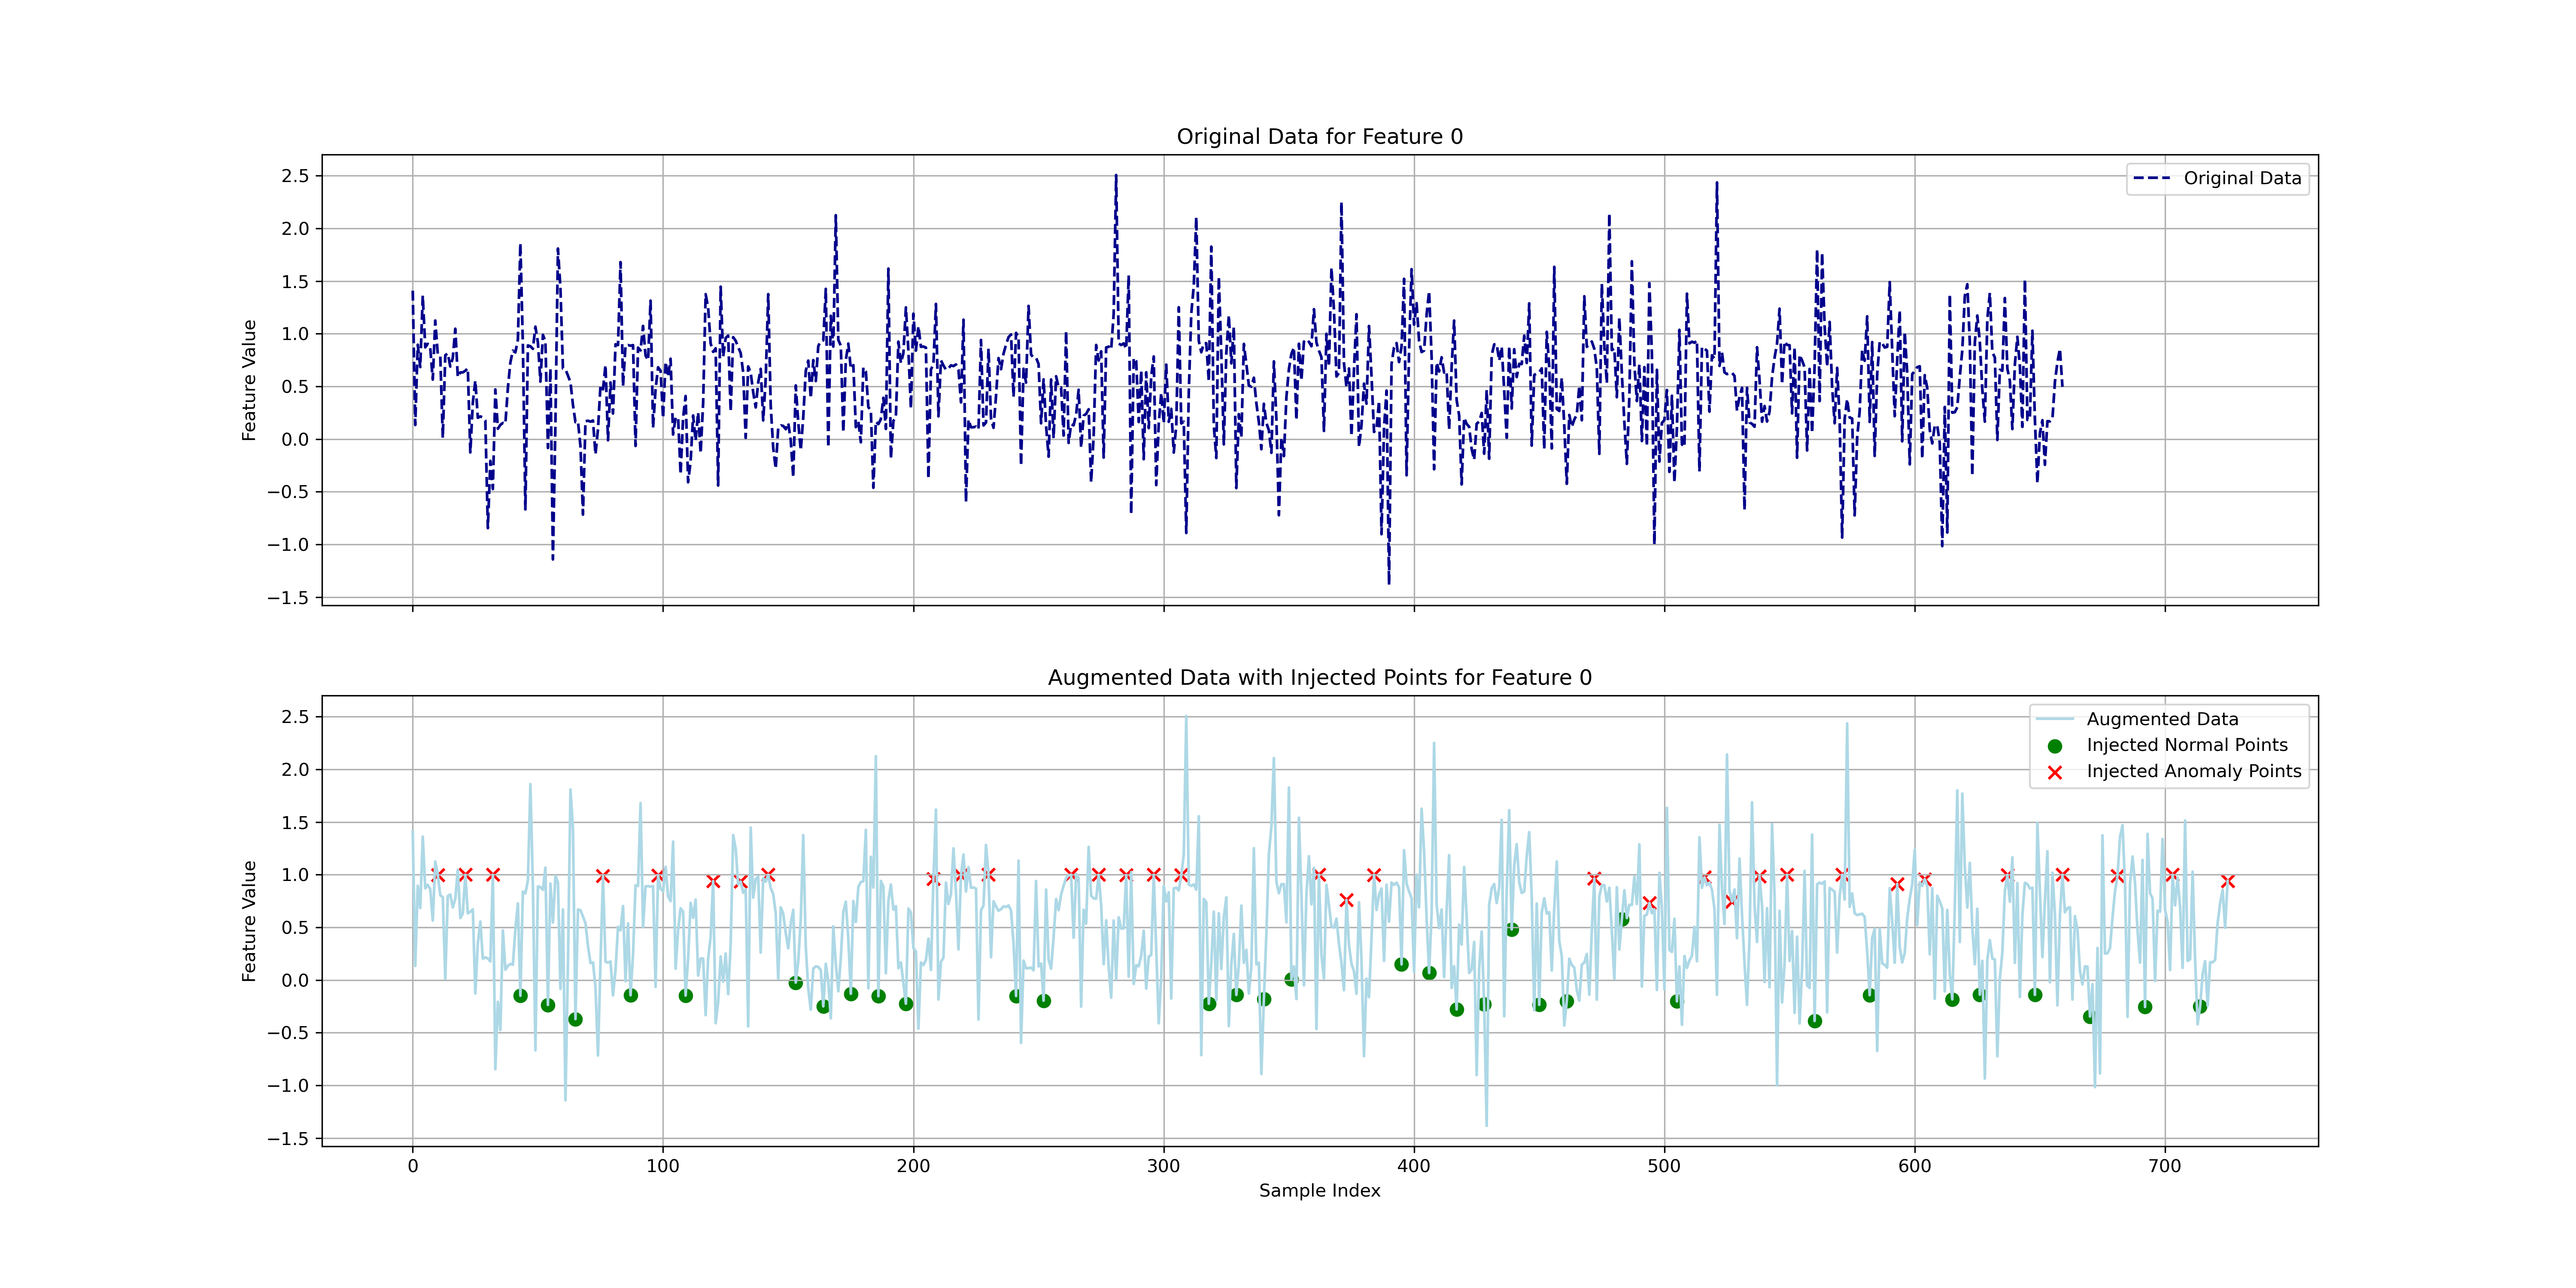 Original Data for Feature 0
Original Data
Feature Value
2.5
2.0
1.5
1.0
0.5
0.0
−0.5
−1.0
−1.5
Augmented Data with Injected Points for Feature 0
Augmented Data
Injected Normal Points
Injected Anomaly Points
Feature Value
2.5
2.0
1.5
1.0
0.5
0.0
−0.5
−1.0
−1.5
0 100 200 300 400 500 600 700
Sample Index